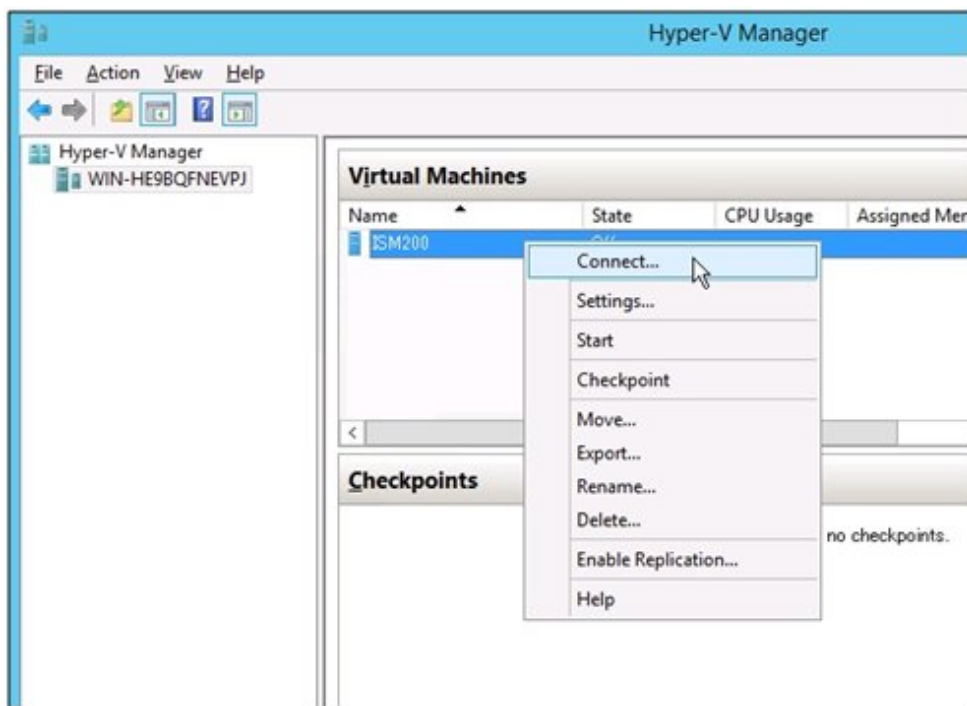 Hyper-V Manager
File Action View Help
Hyper-V Manager
WIN-HE9BQFNEVPJ
Virtual Machines
Name State CPU Usage Assigned Mer
ISM200
Connect...
Settings...
Start
Checkpoint
Move...
Export...
Rename...
Delete...
Enable Replication...
Help
Checkpoints
no checkpoints.